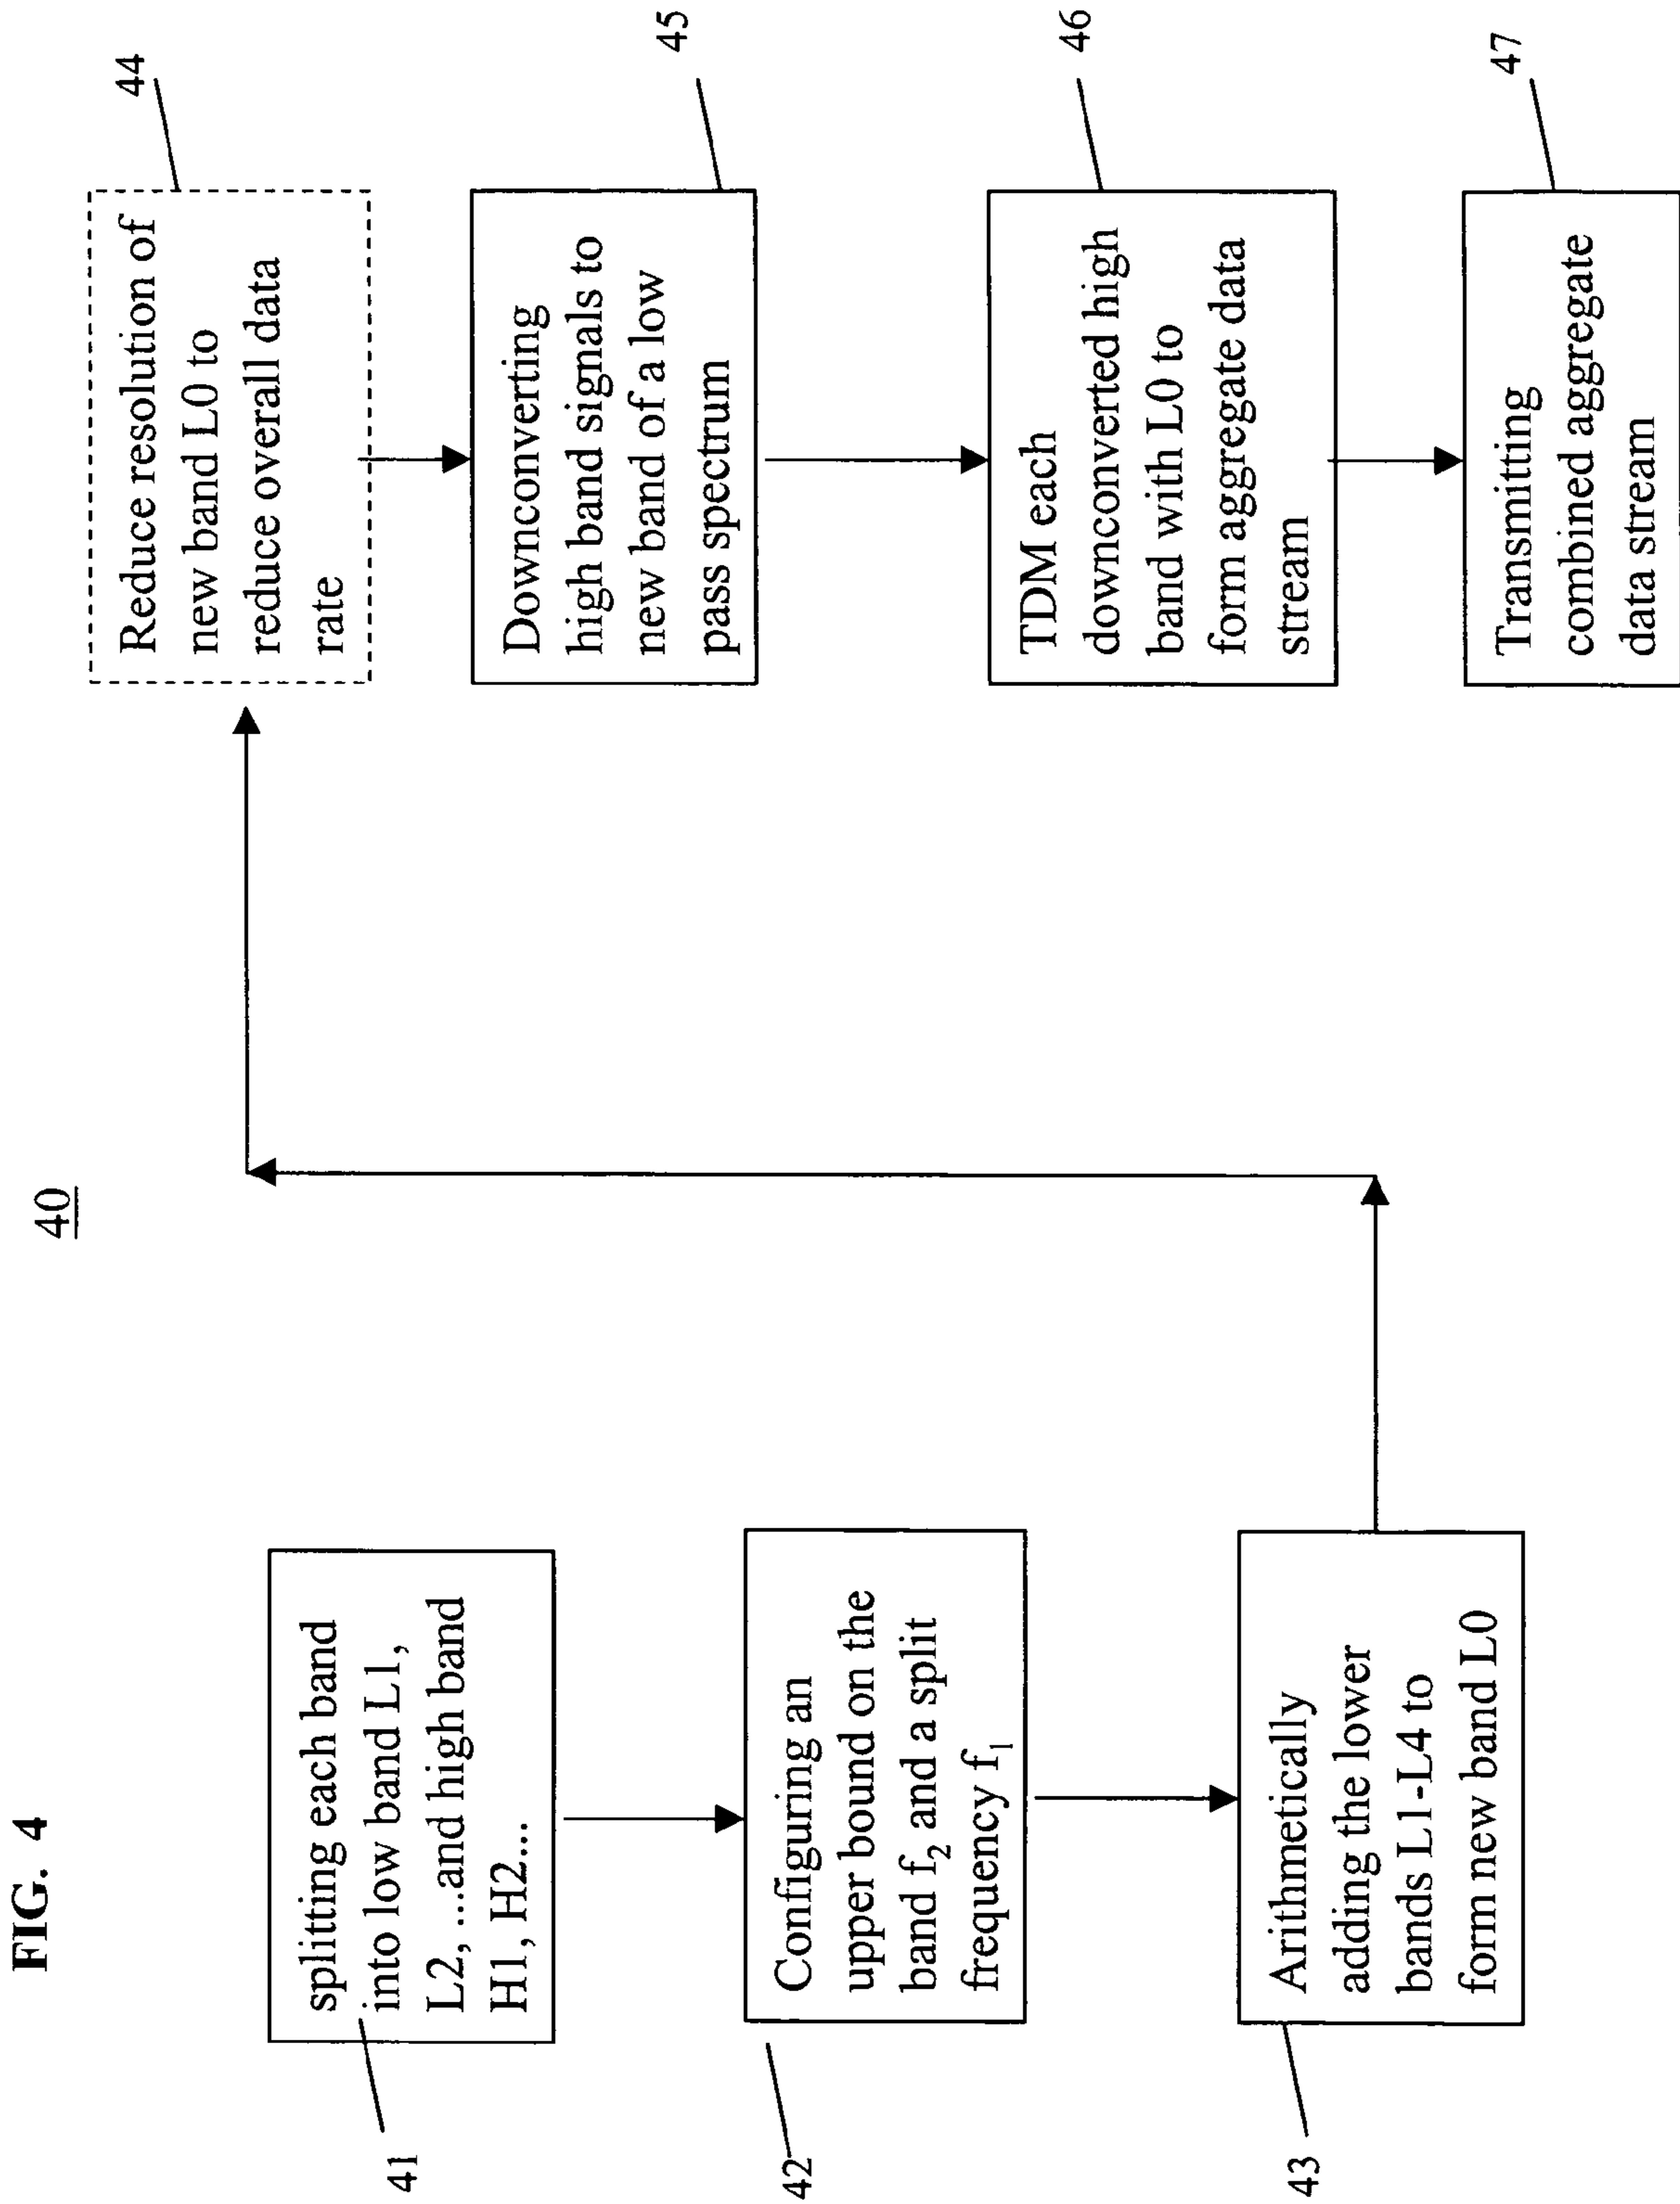 FIG. 4
40
splitting each band
into low band L1,
L2, ...and high band
H1, H2...
41
Configuring an
upper bound on the
band f₂ and a split
frequency f₁
42
Arithmetically
adding the lower
bands L1-L4 to
form new band L0
43
Reduce resolution of
new band L0 to
reduce overall data
rate
44
Downconverting
high band signals to
new band of a low
pass spectrum
45
TDM each
downconverted high
band with L0 to
form aggregate data
stream
46
Transmitting
combined aggregate
data stream
47